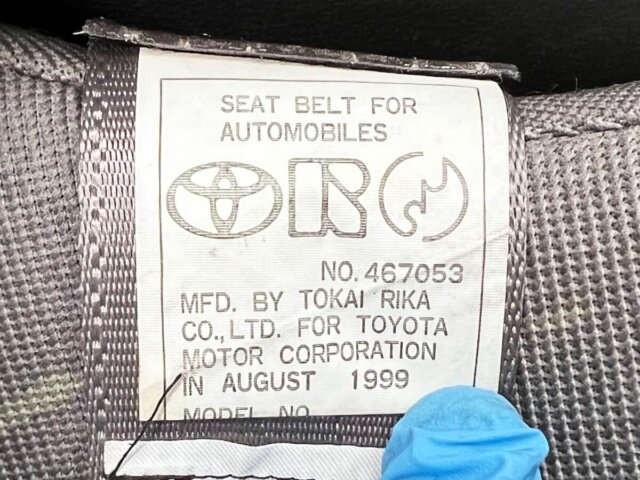 SEAT BELT FOR
AUTOMOBILES
NO. 467053
MFD. BY TOKAI RIKA
CO., LTD. FOR TOYOTA
MOTOR CORPORATION
IN AUGUST 1999
MODEL NO.